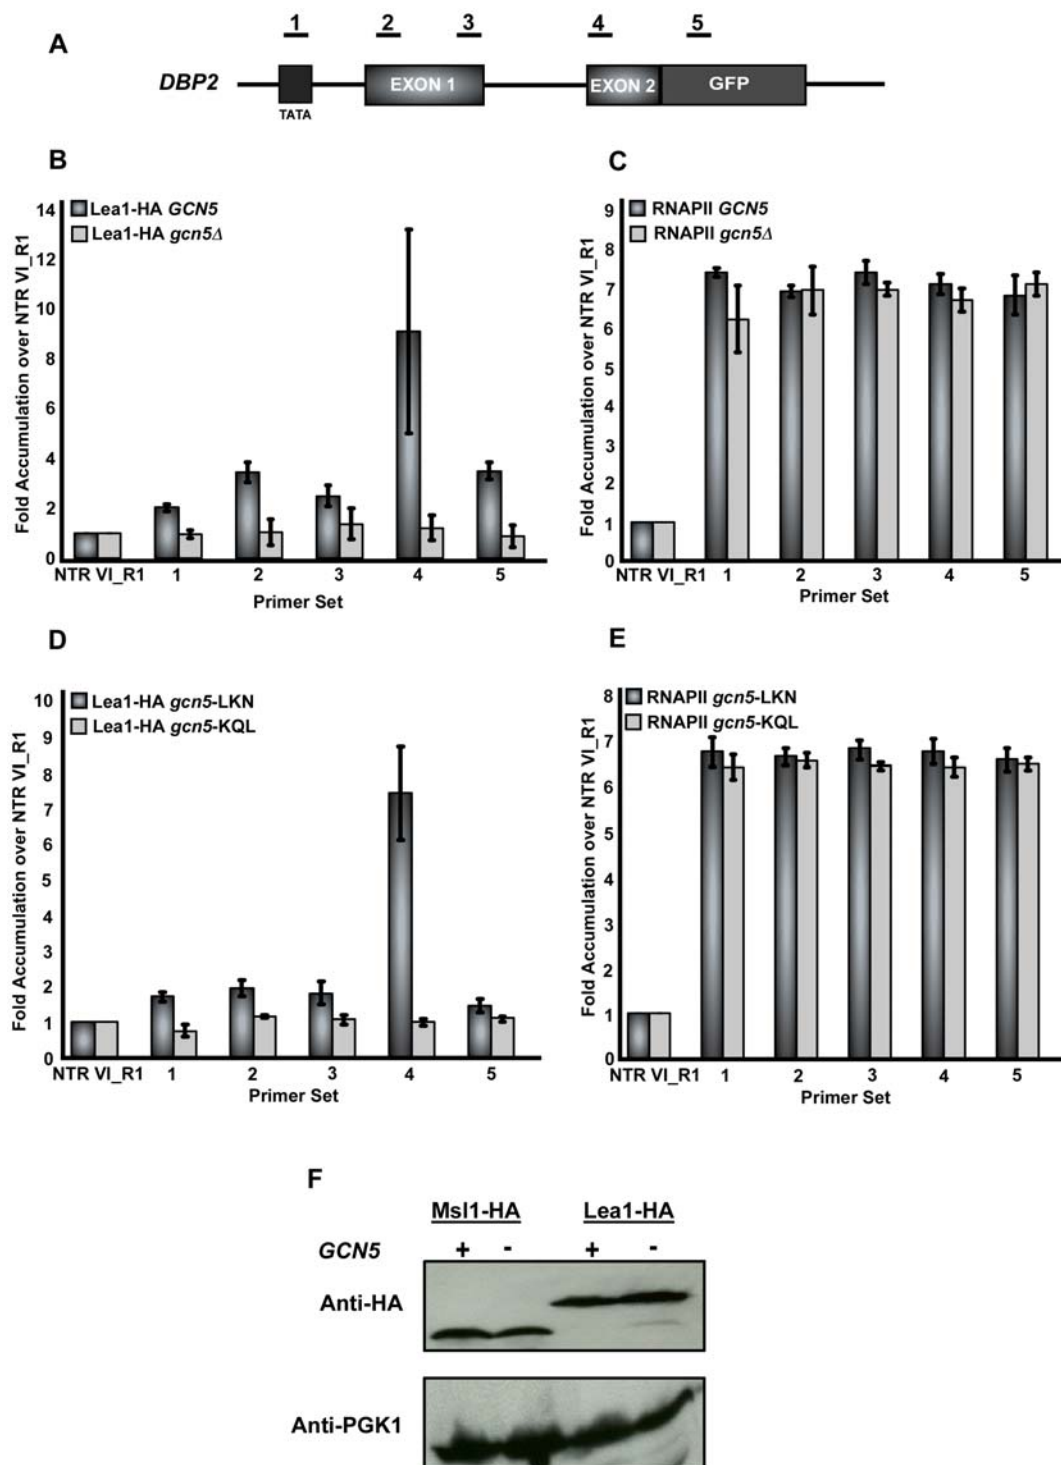 A
1 2 3 4 5
DBP2 EXON 1 EXON 2 GFP
TATA
B
Lea1-HA GCN5
Lea1-HA gcn5Δ
Fold Accumulation over NTR VI_R1
14
12
10
8
6
4
2
0
NTR VI_R1 1 2 3 4 5
Primer Set
C
RNAPII GCN5
RNAPII gcn5Δ
Fold Accumulation over NTR VI_R1
9
8
7
6
5
4
3
2
1
0
NTR VI_R1 1 2 3 4 5
Primer Set
D
Lea1-HA gcn5-LKN
Lea1-HA gcn5-KQL
Fold Accumulation over NTR VI_R1
10
9
8
7
6
5
4
3
2
1
0
NTR VI_R1 1 2 3 4 5
Primer Set
E
RNAPII gcn5-LKN
RNAPII gcn5-KQL
Fold Accumulation over NTR VI_R1
8
7
6
5
4
3
2
1
0
NTR VI_R1 1 2 3 4 5
Primer Set
F
Msl1-HA Lea1-HA
GCN5 + - + -
Anti-HA
Anti-PGK1